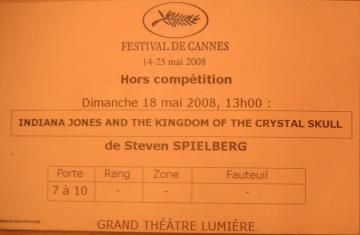 FESTIVAL DE CANNES
14-25 mai 2008
Hors compétition
Dimanche 18 mai 2008, 13h00 :
INDIANA JONES AND THE KINGDOM OF THE CRYSTAL SKULL
de Steven SPIELBERG
Porte Rang Zone Fauteuil
7 à 10 - - -
GRAND THÉÂTRE LUMIÈRE